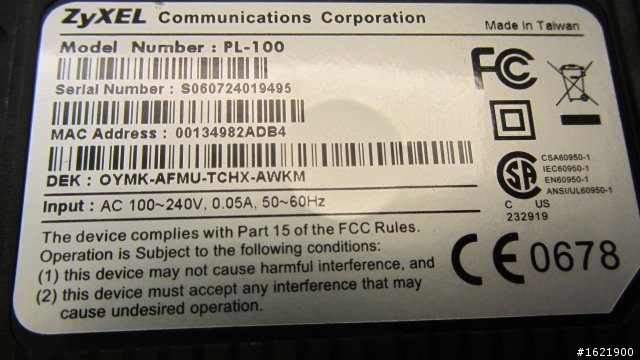 ZyXEL Communications Corporation
Made in Taiwan
Model Number : PL-100
Serial Number : S060724019495
MAC Address : 00134982ADB4
DEK : OYMK-AFMU-TCHX-AWKM
Input : AC 100~240V, 0.05A, 50~60Hz
FC
SA
CSA60950-1
IEC60950-1
EN60950-1
ANSI/UL60950-1
C US
232919
The device complies with Part 15 of the FCC Rules.
Operation is Subject to the following conditions:
(1) this device may not cause harmful interference, and
(2) this device must accept any interference that may
cause undesired operation.
CE 0678
#1621900